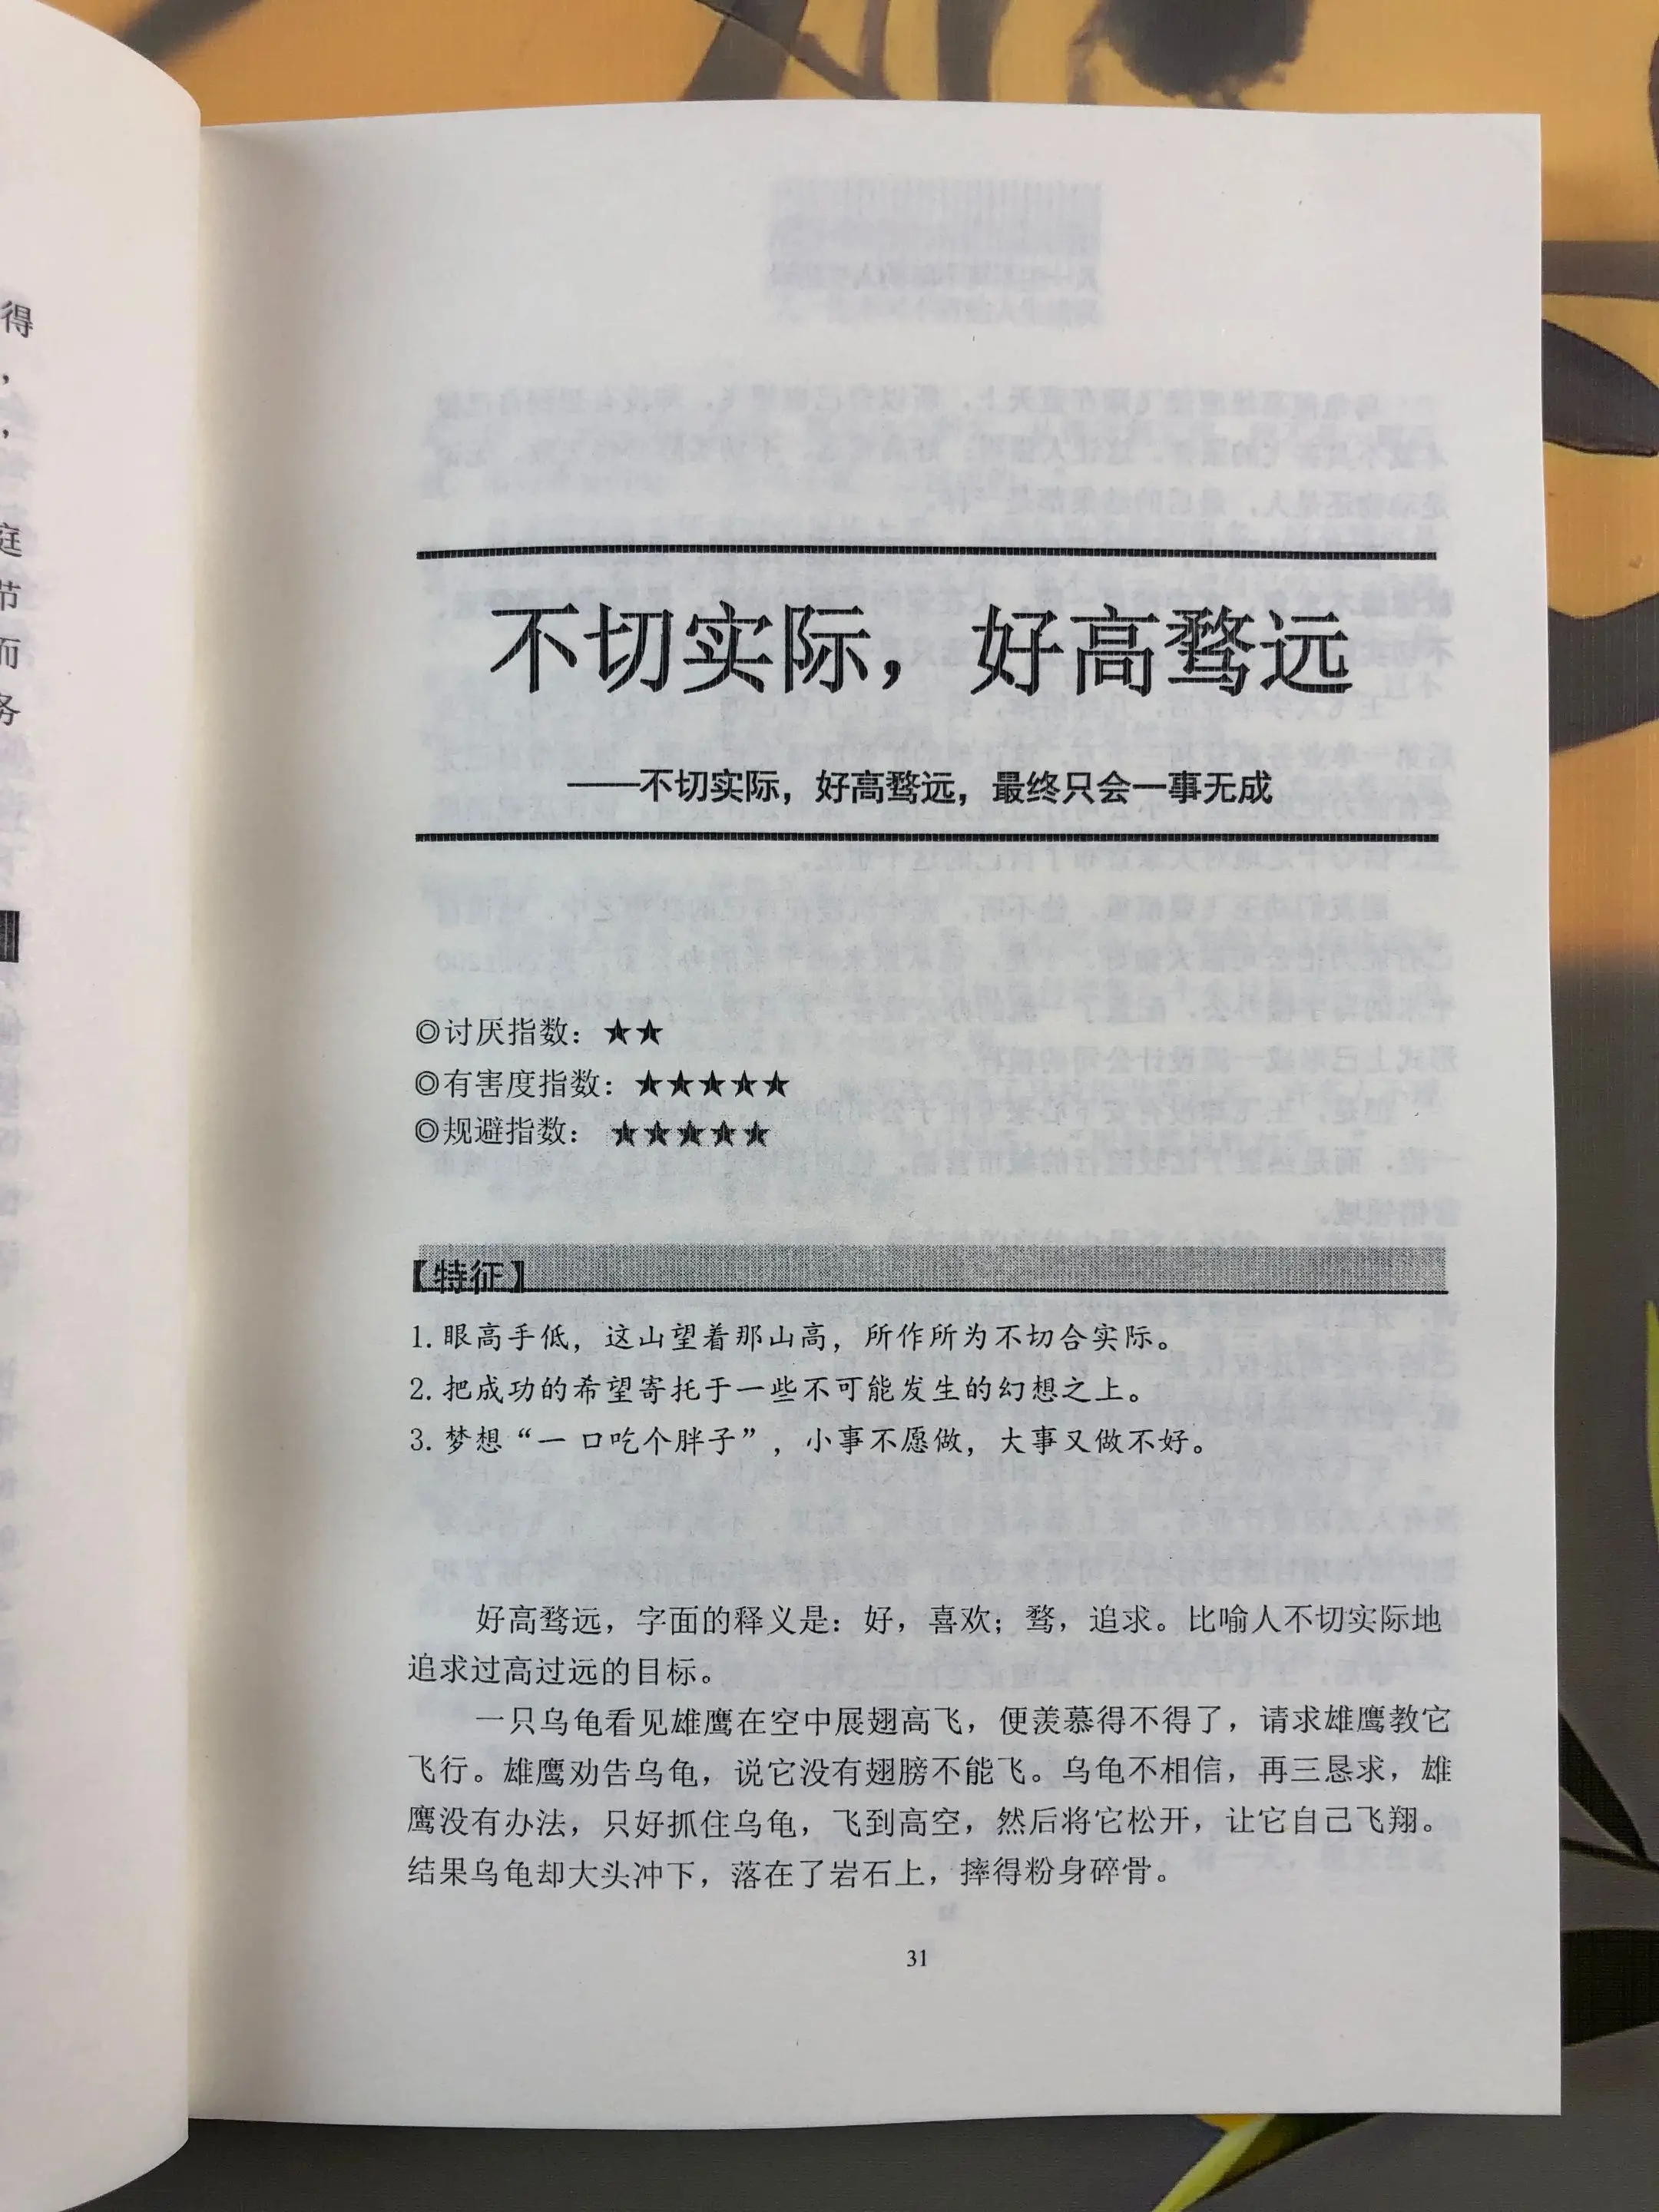 得
，
，
庭
节
而
务
不切实际，好高骛远
——不切实际，好高骛远，最终只会一事无成
◎讨厌指数：★★
◎有害度指数：★★★★★
◎规避指数：★★★★★
【特征】
1.眼高手低，这山望着那山高，所作所为不切合实际。
2.把成功的希望寄托于一些不可能发生的幻想之上。
3.梦想“一口吃个胖子”，小事不愿做，大事又做不好。
好高骛远，字面的释义是：好，喜欢；骛，追求。比喻人不切实际地
追求过高过远的目标。
一只乌龟看见雄鹰在空中展翅高飞，便羡慕得不得了，请求雄鹰教它
飞行。雄鹰劝告乌龟，说它没有翅膀不能飞。乌龟不相信，再三恳求，雄
鹰没有办法，只好抓住乌龟，飞到高空，然后将它松开，让它自己飞翔。
结果乌龟却大头冲下，落在了岩石上，摔得粉身碎骨。
31